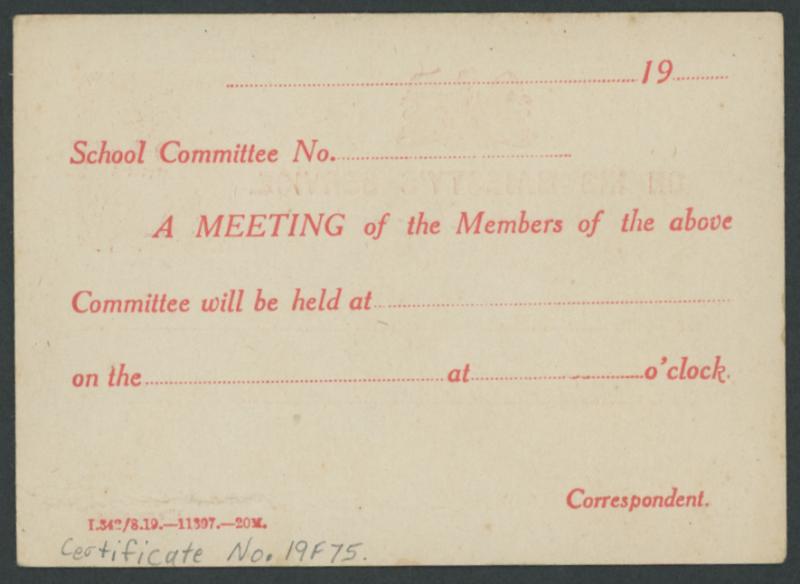 ........................ 19........
School Committee No.........................
A MEETING of the Members of the above
Committee will be held at........................
on the........................at........................o'clock.
Correspondent.
I.342/8.19.—11397.—20M.
Certificate No. 19F75.